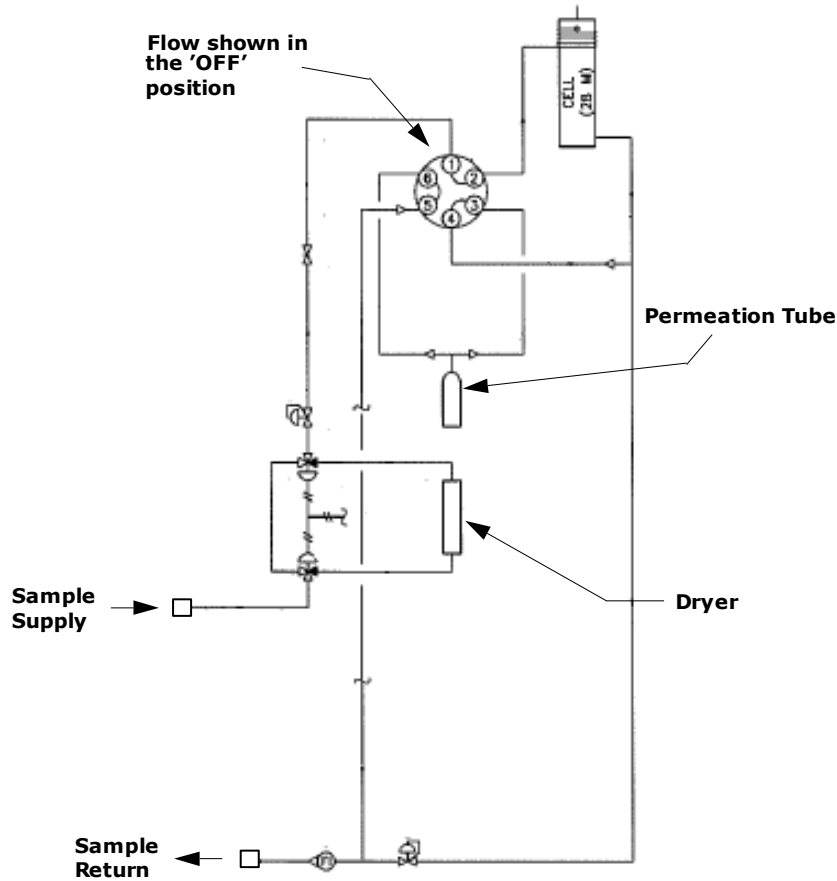 Flow shown in
the ’OFF’
position
CELL
(28 M)
1
2
3
4
5
6
Permeation Tube
Dryer
Sample
Supply
Sample
Return